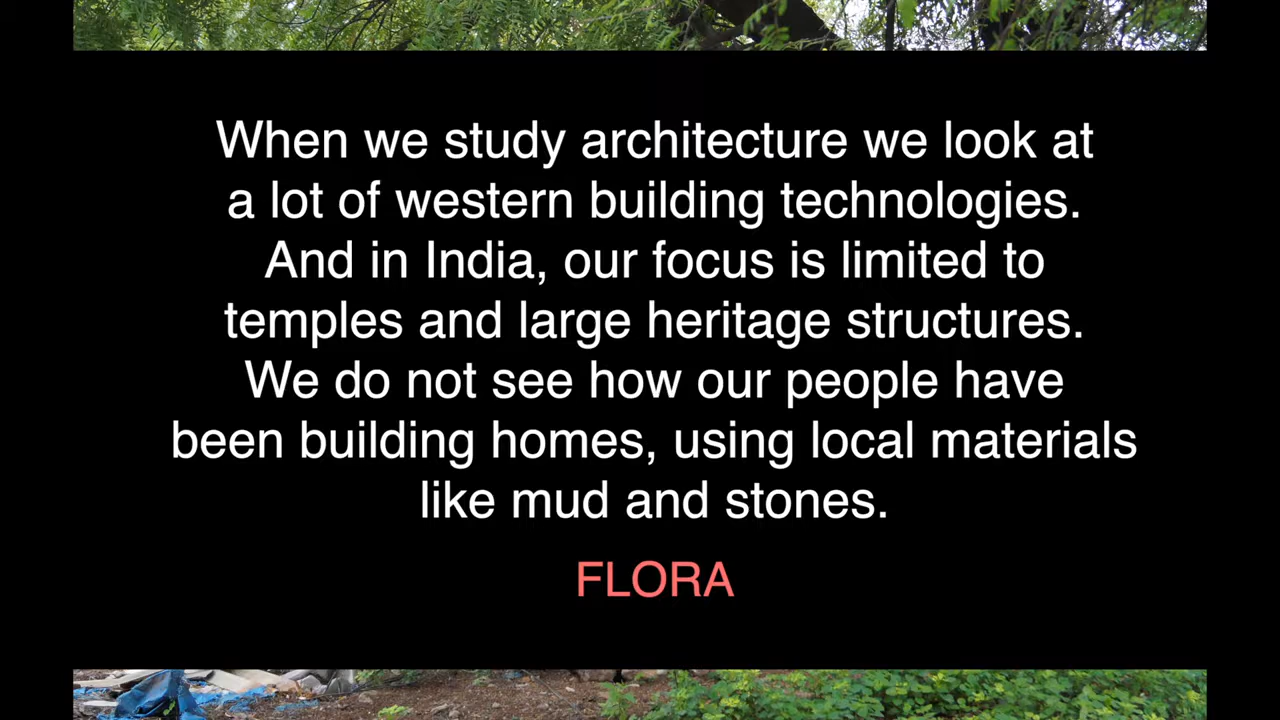 When we study architecture we look at
a lot of western building technologies.
And in India, our focus is limited to
temples and large heritage structures.
We do not see how our people have
been building homes, using local materials
like mud and stones.
FLORA